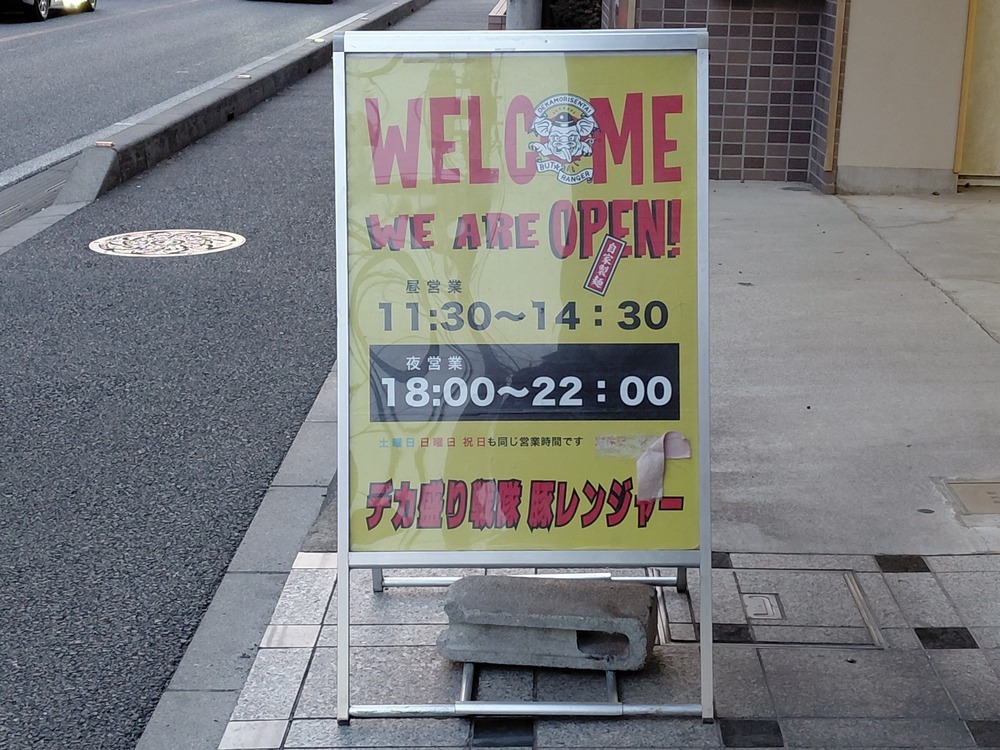 WELCOME
DEKAMORISENTAI
BUTA RANGER
WE ARE OPEN!
自家製麺
昼営業
11:30〜14：30
夜営業
18:00〜22：00
土曜日 日曜日 祝日も同じ営業時間です
デカ盛り戦隊 豚レンジャー